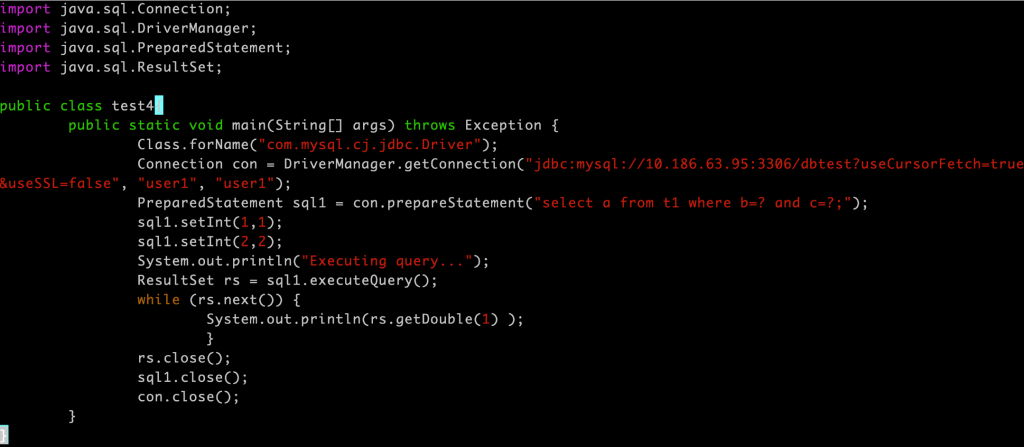 import java.sql.Connection;
import java.sql.DriverManager;
import java.sql.PreparedStatement;
import java.sql.ResultSet;

public class test4{
        public static void main(String[] args) throws Exception {
                Class.forName("com.mysql.cj.jdbc.Driver");
                Connection con = DriverManager.getConnection("jdbc:mysql://10.186.63.95:3306/dbtest?useCursorFetch=true
&useSSL=false", "user1", "user1");
                PreparedStatement sql1 = con.prepareStatement("select a from t1 where b=? and c=?;");
                sql1.setInt(1,1);
                sql1.setInt(2,2);
                System.out.println("Executing query...");
                ResultSet rs = sql1.executeQuery();
                while (rs.next()) {
                        System.out.println(rs.getDouble(1) );
                        }
                rs.close();
                sql1.close();
                con.close();
        }
}